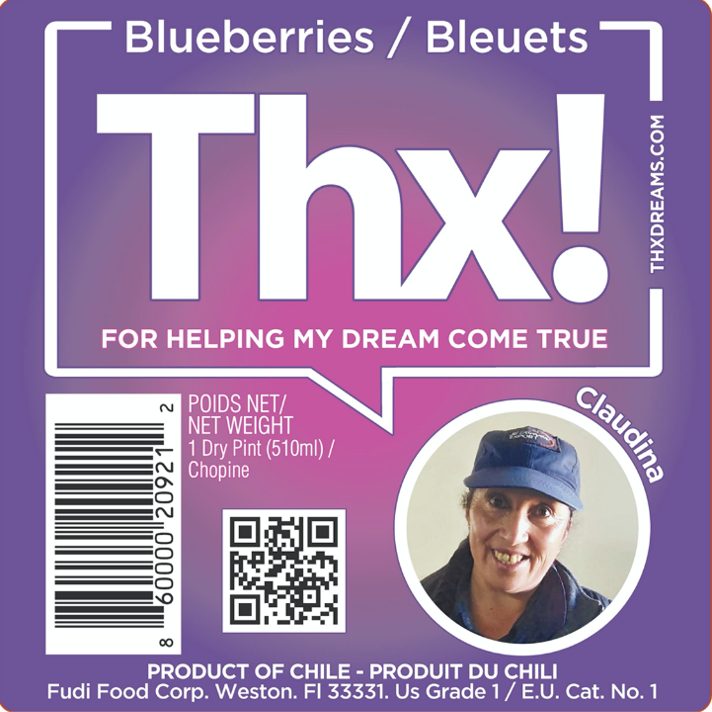 Blueberries / Bleuets
Thx!
THXDREAMS.COM
FOR HELPING MY DREAM COME TRUE
POIDS NET/
NET WEIGHT
1 Dry Pint (510ml) /
Chopine
Claudina
8 60000 20921 2
PRODUCT OF CHILE - PRODUIT DU CHILI
Fudi Food Corp. Weston. Fl 33331. Us Grade 1 / E.U. Cat. No. 1